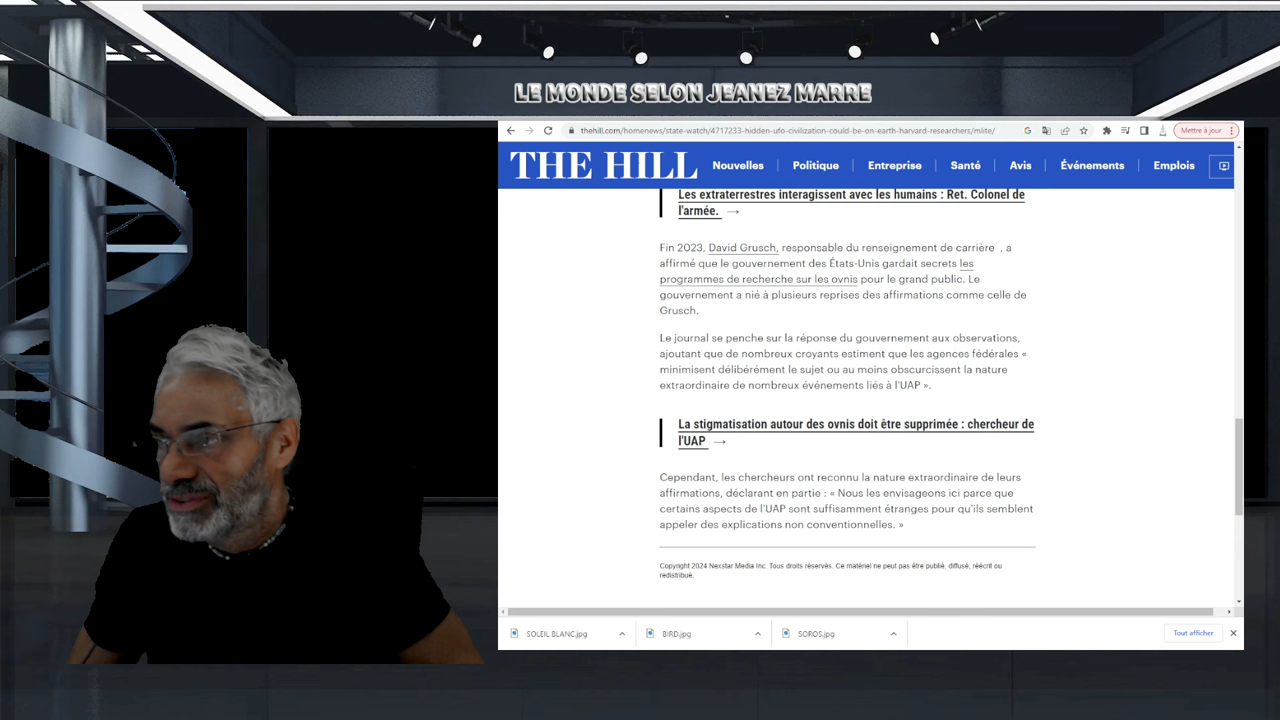 LE MONDE SELON JEANEZ MARRE
thehill.com/homenews/state-watch/4717233-hidden-ufo-civilization-could-be-on-earth-harvard-researchers/mlite/
Mettre à jour
THE HILL
Nouvelles | Politique | Entreprise | Santé | Avis | Événements | Emplois
Les extraterrestres interagissent avec les humains : Ret. Colonel de
l'armée. →
Fin 2023, David Grusch, responsable du renseignement de carrière , a
affirmé que le gouvernement des États-Unis gardait secrets les
programmes de recherche sur les ovnis pour le grand public. Le
gouvernement a nié à plusieurs reprises des affirmations comme celle de
Grusch.
Le journal se penche sur la réponse du gouvernement aux observations,
ajoutant que de nombreux croyants estiment que les agences fédérales «
minimisent délibérément le sujet ou au moins obscurcissent la nature
extraordinaire de nombreux événements liés à l'UAP ».
La stigmatisation autour des ovnis doit être supprimée : chercheur de
l'UAP →
Cependant, les chercheurs ont reconnu la nature extraordinaire de leurs
affirmations, déclarant en partie : « Nous les envisageons ici parce que
certains aspects de l'UAP sont suffisamment étranges pour qu'ils semblent
appeler des explications non conventionnelles. »
Copyright 2024 Nexstar Media Inc. Tous droits réservés. Ce matériel ne peut pas être publié, diffusé, réécrit ou
redistribué.
SOLEIL BLANC.jpg
BIRD.jpg
SOROS.jpg
Tout afficher